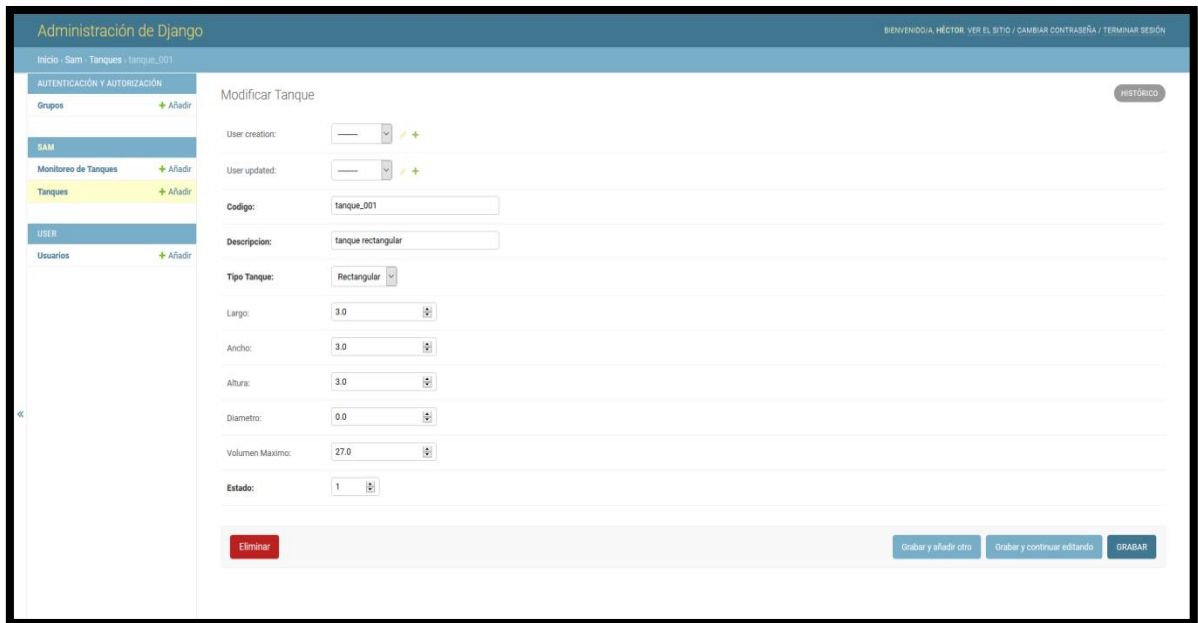 Administración de Django
BIENVENIDO/A, HÉCTOR. VER EL SITIO / CAMBIAR CONTRASEÑA / TERMINAR SESIÓN
Inicio › Sam › Tanques › tanque_001
AUTENTICACIÓN Y AUTORIZACIÓN
Grupos + Añadir
SAM
Monitoreo de Tanques + Añadir
Tanques + Añadir
USER
Usuarios + Añadir
«
Modificar Tanque
HISTÓRICO
User creation: ------- +
User updated: ------- +
Codigo: tanque_001
Descripcion: tanque rectangular
Tipo Tanque: Rectangular
Largo: 3.0
Ancho: 3.0
Altura: 3.0
Diametro: 0.0
Volumen Maximo: 27.0
Estado: 1
Eliminar
Grabar y añadir otro
Grabar y continuar editando
GRABAR